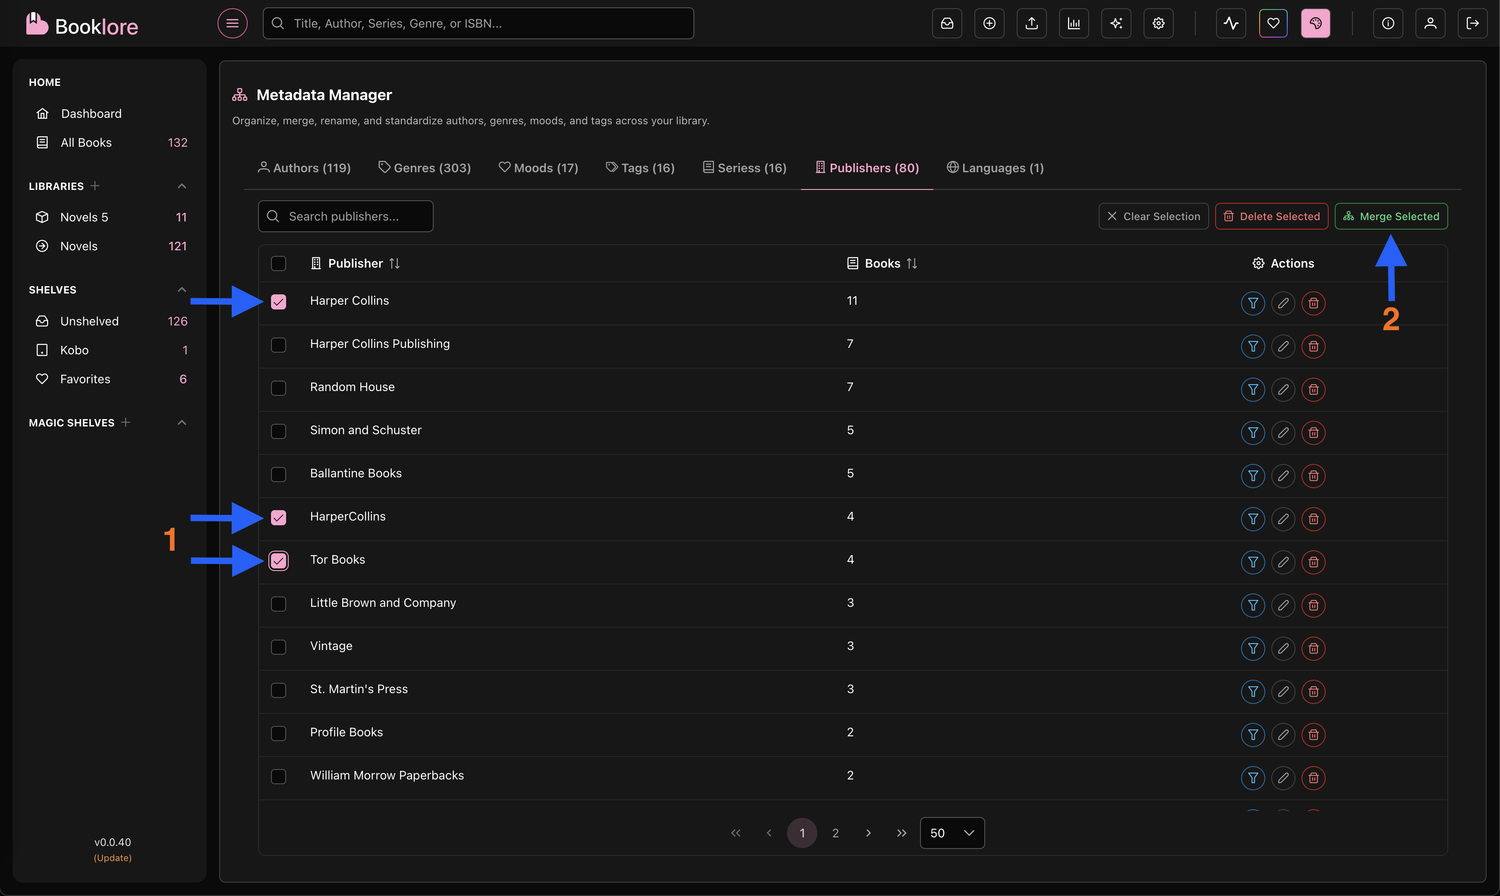 Booklore
Title, Author, Series, Genre, or ISBN...
HOME
Dashboard
All Books 132
LIBRARIES
Novels 5 11
Novels 121
SHELVES
Unshelved 126
Kobo 1
Favorites 6
MAGIC SHELVES
v0.0.40
(Update)
Metadata Manager
Organize, merge, rename, and standardize authors, genres, moods, and tags across your library.
Authors (119) Genres (303) Moods (17) Tags (16) Seriess (16) Publishers (80) Languages (1)
Search publishers... Clear Selection Delete Selected Merge Selected
Publisher Books Actions
Harper Collins 11
2
Harper Collins Publishing 7
Random House 7
Simon and Schuster 5
Ballantine Books 5
HarperCollins 4
1
Tor Books 4
Little Brown and Company 3
Vintage 3
St. Martin's Press 3
Profile Books 2
William Morrow Paperbacks 2
« ‹ 1 2 › » 50